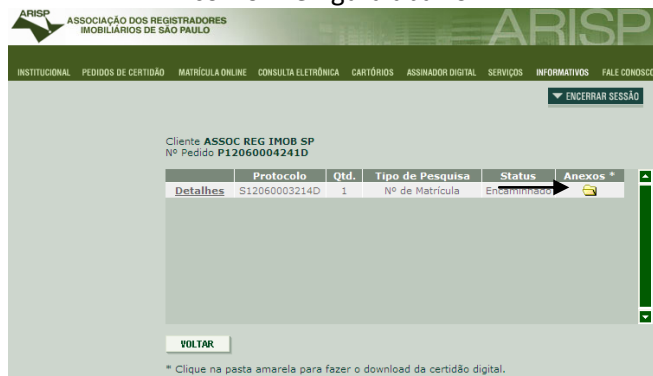 ARISP
ASSOCIAÇÃO DOS REGISTRADORES
IMOBILIÁRIOS DE SÃO PAULO
ARISP
INSTITUCIONAL PEDIDOS DE CERTIDÃO MATRÍCULA ONLINE CONSULTA ELETRÔNICA CARTÓRIOS ASSINADOR DIGITAL SERVIÇOS INFORMATIVOS FALE CONOSCO
ENCERRAR SESSÃO
Cliente ASSOC REG IMOB SP
Nº Pedido P12060004241D
Protocolo Qtd. Tipo de Pesquisa Status Anexos *
Detalhes S12060003214D 1 Nº de Matrícula Encaminhado
VOLTAR
* Clique na pasta amarela para fazer o download da certidão digital.